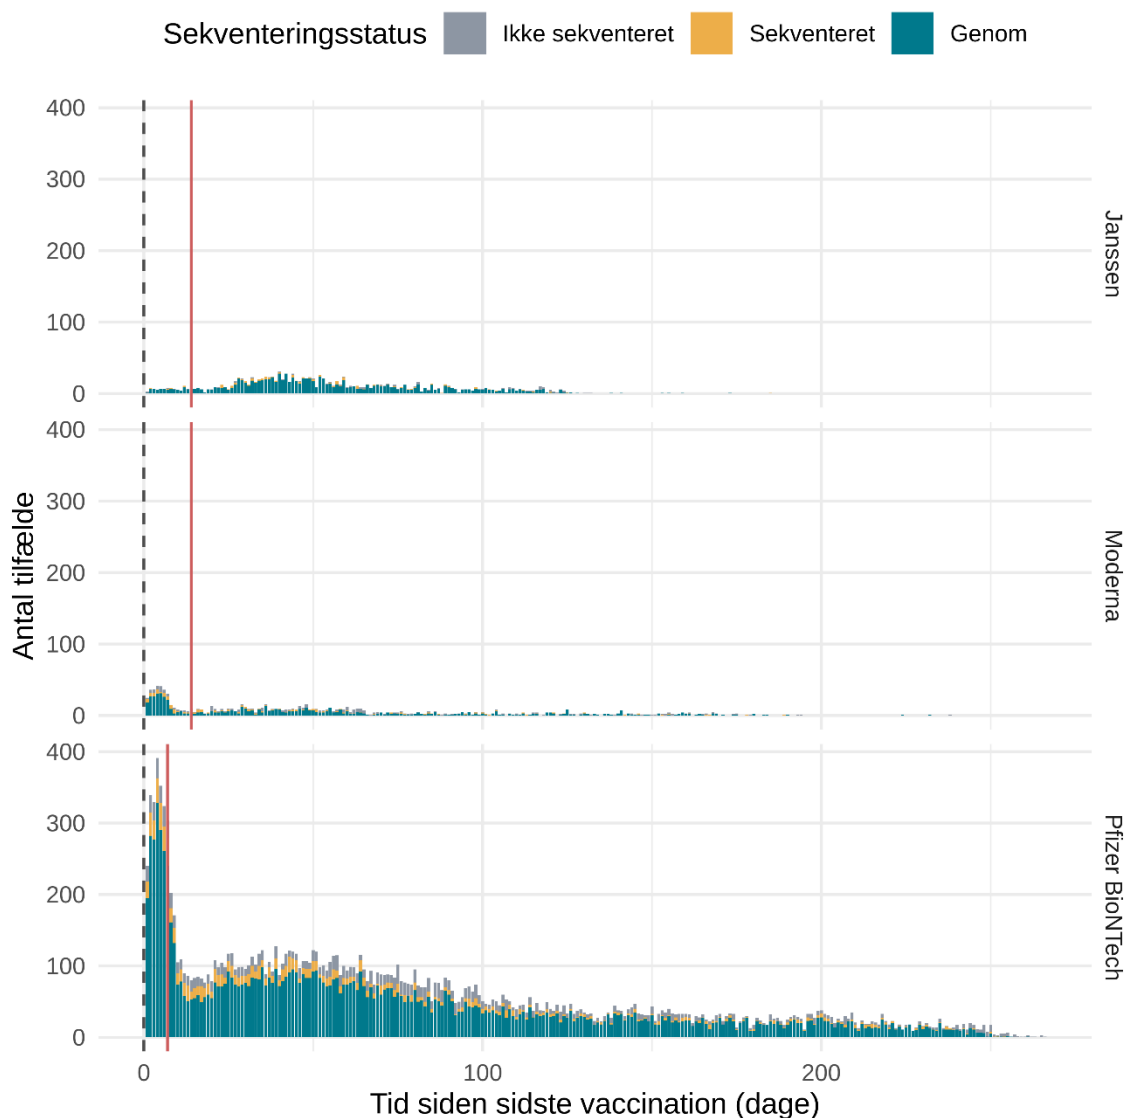 Sekventeringsstatus Ikke sekventeret Sekventeret Genom
400
300
200
100
0
Janssen
400
300
200
100
0
Moderna
400
300
200
100
0
Pfizer BioNTech
Antal tilfælde
0 100 200
Tid siden sidste vaccination (dage)